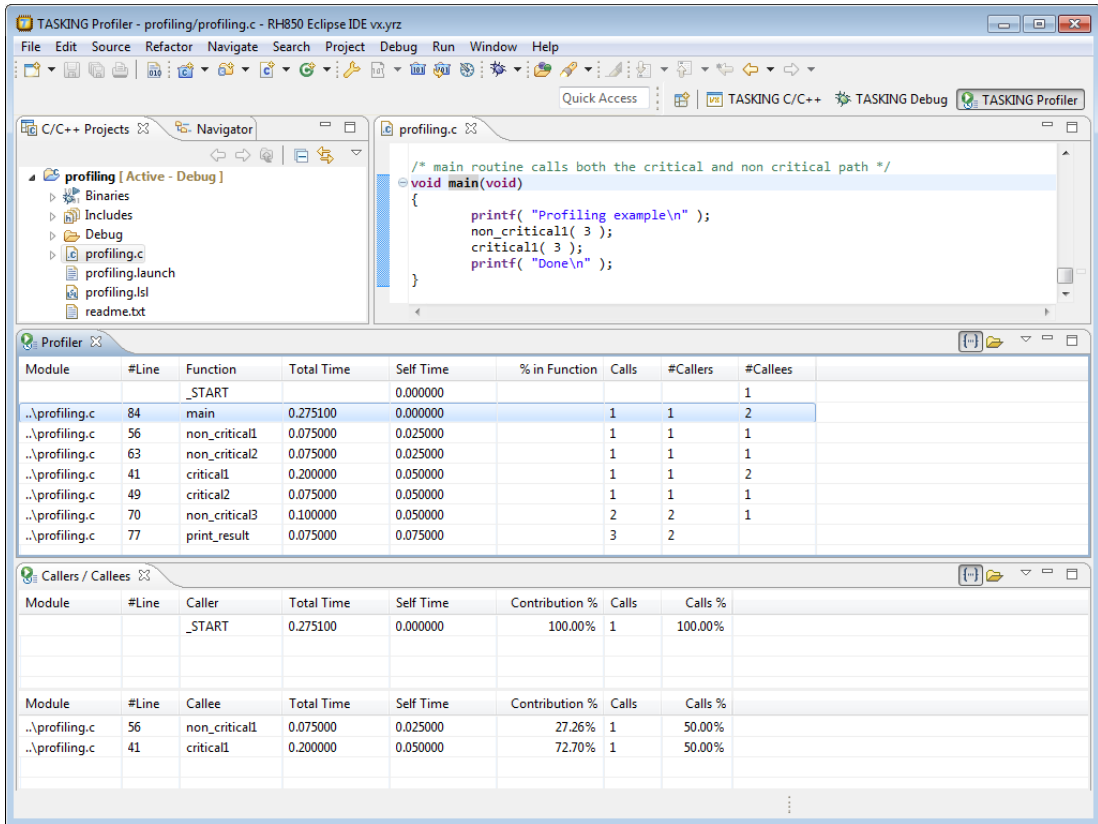 TASKING Profiler - profiling/profiling.c - RH850 Eclipse IDE vx.yrz
File Edit Source Refactor Navigate Search Project Debug Run Window Help
Quick Access TASKING C/C++ TASKING Debug TASKING Profiler
C/C++ Projects Navigator
profiling [ Active - Debug ]
Binaries
Includes
Debug
profiling.c
profiling.launch
profiling.lsl
readme.txt
profiling.c
/* main routine calls both the critical and non critical path */
void main(void)
{
printf( "Profiling example\n" );
non_critical1( 3 );
critical1( 3 );
printf( "Done\n" );
}
Profiler
Module #Line Function Total Time Self Time % in Function Calls #Callers #Callees
_START 0.000000 1
..\profiling.c 84 main 0.275100 0.000000 1 1 2
..\profiling.c 56 non_critical1 0.075000 0.025000 1 1 1
..\profiling.c 63 non_critical2 0.075000 0.025000 1 1 1
..\profiling.c 41 critical1 0.200000 0.050000 1 1 2
..\profiling.c 49 critical2 0.075000 0.050000 1 1 1
..\profiling.c 70 non_critical3 0.100000 0.050000 2 2 1
..\profiling.c 77 print_result 0.075000 0.075000 3 2
Callers / Callees
Module #Line Caller Total Time Self Time Contribution % Calls Calls %
_START 0.275100 0.000000 100.00% 1 100.00%
Module #Line Callee Total Time Self Time Contribution % Calls Calls %
..\profiling.c 56 non_critical1 0.075000 0.025000 27.26% 1 50.00%
..\profiling.c 41 critical1 0.200000 0.050000 72.70% 1 50.00%